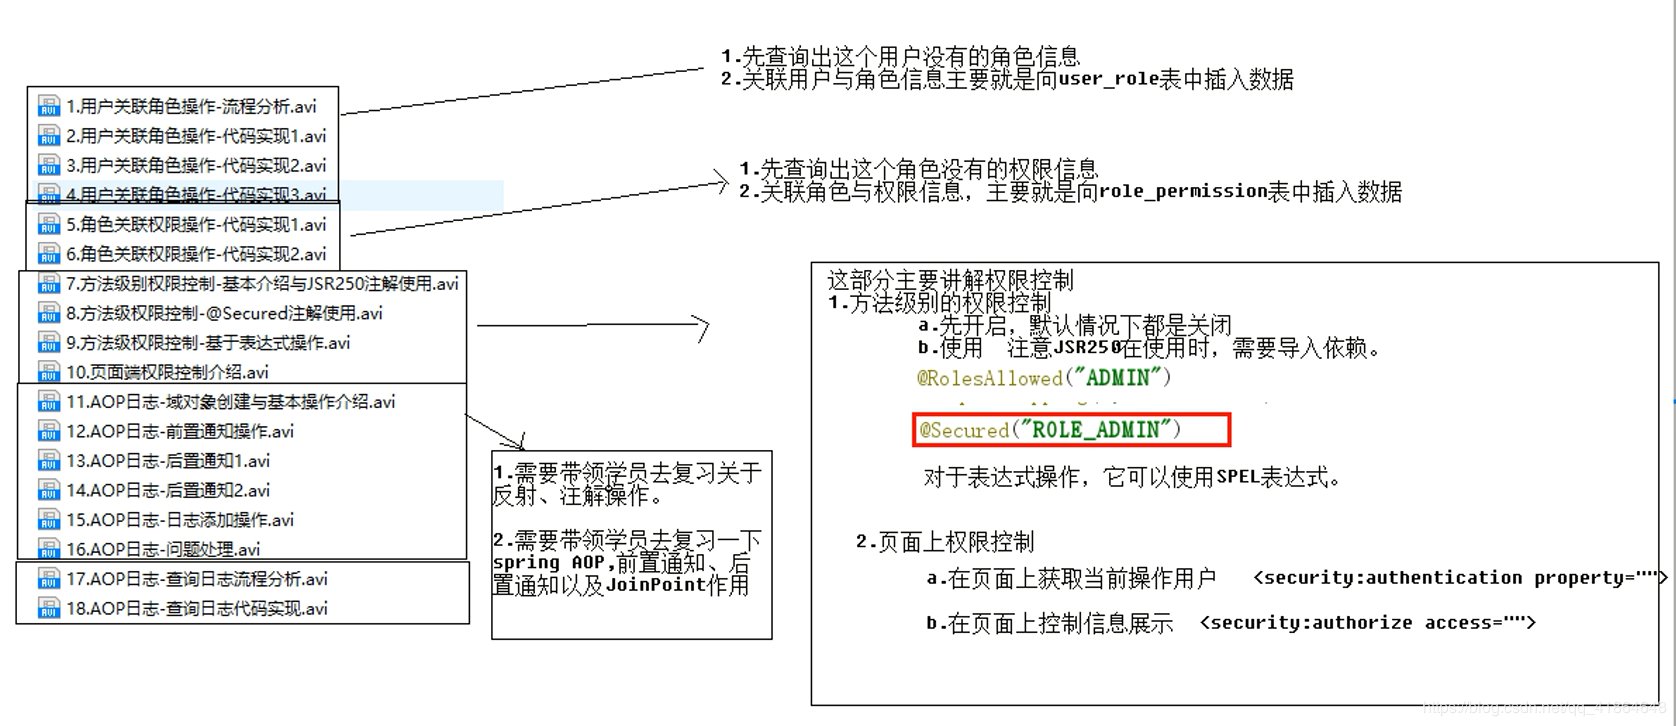 1.用户关联角色操作-流程分析.avi
2.用户关联角色操作-代码实现1.avi
3.用户关联角色操作-代码实现2.avi
4.用户关联角色操作-代码实现3.avi
5.角色关联权限操作-代码实现1.avi
6.角色关联权限操作-代码实现2.avi
7.方法级别权限控制-基本介绍与JSR250注解使用.avi
8.方法级权限控制-@Secured注解使用.avi
9.方法级权限控制-基于表达式操作.avi
10.页面端权限控制介绍.avi
11.AOP日志-域对象创建与基本操作介绍.avi
12.AOP日志-前置通知操作.avi
13.AOP日志-后置通知1.avi
14.AOP日志-后置通知2.avi
15.AOP日志-日志添加操作.avi
16.AOP日志-问题处理.avi
17.AOP日志-查询日志流程分析.avi
18.AOP日志-查询日志代码实现.avi
1.先查询出这个用户没有的角色信息
2.关联用户与角色信息主要就是向user_role表中插入数据
1.先查询出这个角色没有的权限信息
2.关联角色与权限信息，主要就是向role_permission表中插入数据
1.需要带领学员去复习关于
反射、注解操作。
2.需要带领学员去复习一下
spring AOP,前置通知、后
置通知以及JoinPoint作用
这部分主要讲解权限控制
1.方法级别的权限控制
a.先开启，默认情况下都是关闭
b.使用 注意JSR250在使用时，需要导入依赖。
@RolesAllowed("ADMIN")
@Secured("ROLE_ADMIN")
对于表达式操作，它可以使用SPEL表达式。
2.页面上权限控制
a.在页面上获取当前操作用户 <security:authentication property="">
b.在页面上控制信息展示 <security:authorize access="">